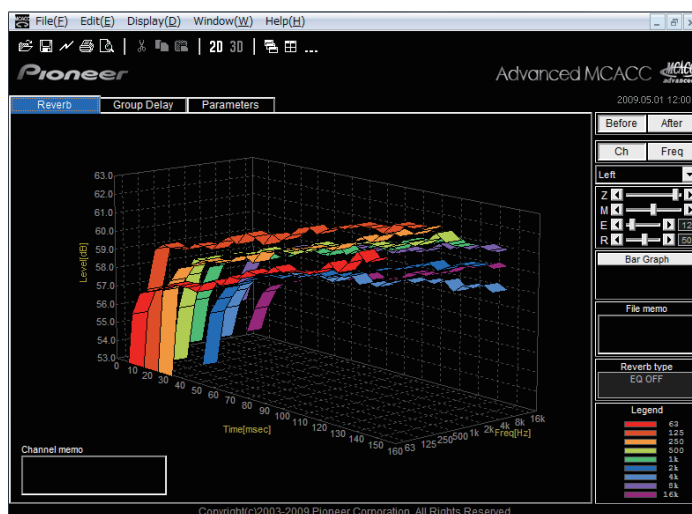 MCACC File(F) Edit(E) Display(D) Window(W) Help(H)
2D 3D ...
Pioneer
Advanced MCACC MCACC
advanced
2009.05.01 12:00
Reverb Group Delay Parameters
Before After
Ch Freq
Left
Z
M
E 12
R 50
Bar Graph
File memo
Reverb type
EQ OFF
Legend
63
125
250
500
1k
2k
4k
8k
16k
63.0
62.0
61.0
60.0
59.0
58.0
57.0
56.0
55.0
54.0
53.0
Level[dB]
0 10 20 30 40 50 60 70 80 90 100 110 120 130 140 150 160
Time[msec]
63 125 250 500 1k 2k 4k 8k 16k
Freq[Hz]
Channel memo
Copyright(c)2003-2009 Pioneer Corporation. All Rights Reserved.